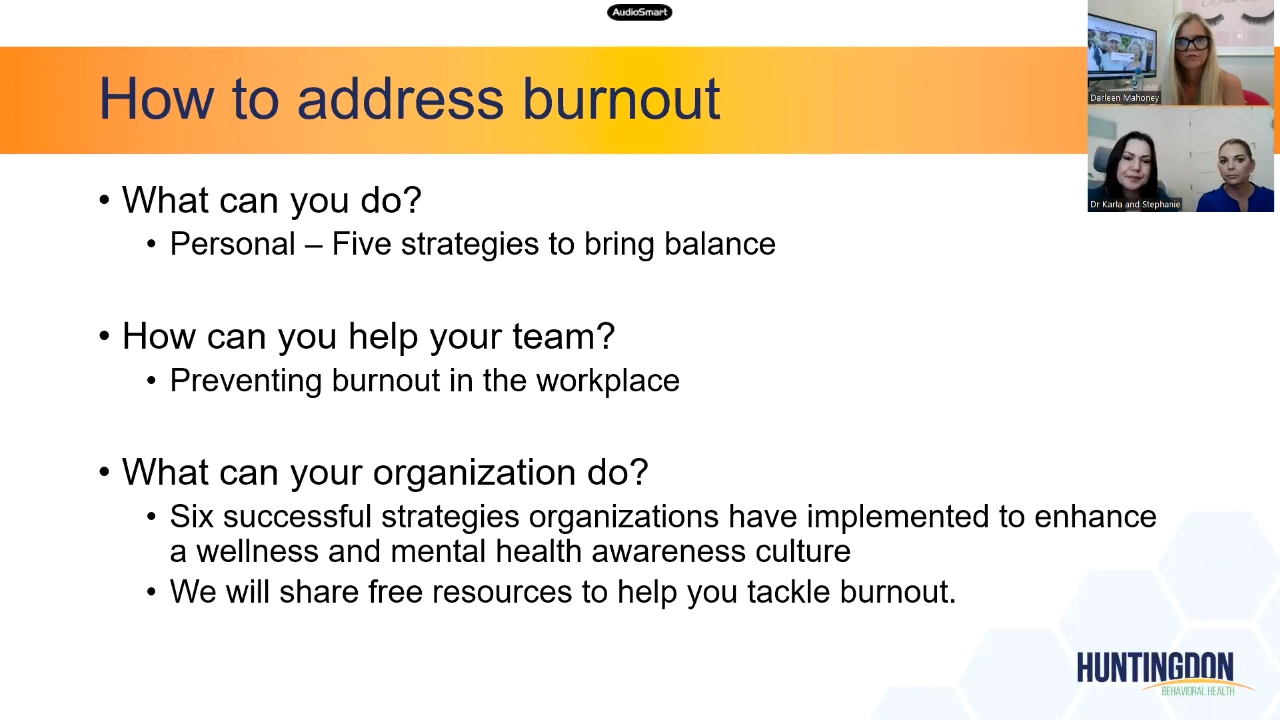 AudioSmart
How to address burnout
Darleen Mahoney
Dr Karla and Stephanie
• What can you do?
• Personal – Five strategies to bring balance
• How can you help your team?
• Preventing burnout in the workplace
• What can your organization do?
• Six successful strategies organizations have implemented to enhance
a wellness and mental health awareness culture
• We will share free resources to help you tackle burnout.
HUNTINGDON
BEHAVIORAL HEALTH